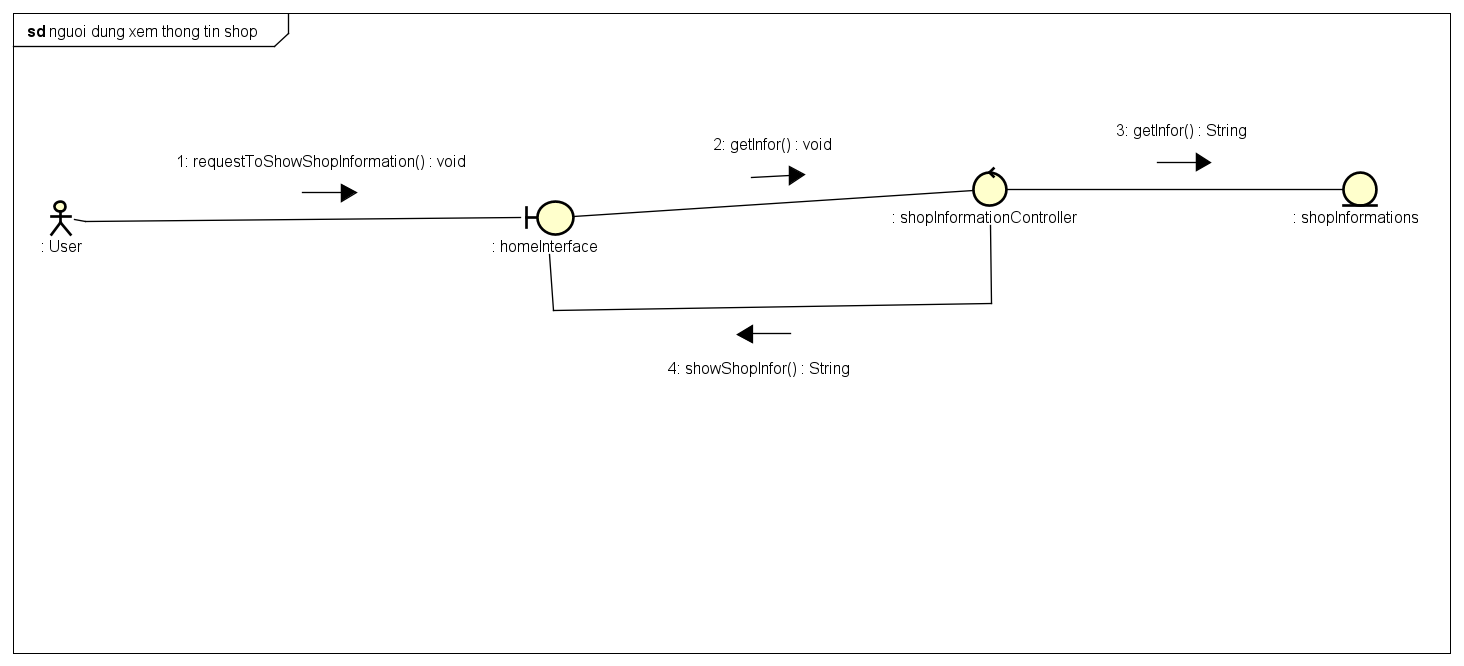 sd nguoi dung xem thong tin shop
3: getInfor() : String
2: getInfor() : void
1: requestToShowShopInformation() : void
: User
: homeInterface
: shopInformationController
: shopInformations
4: showShopInfor() : String